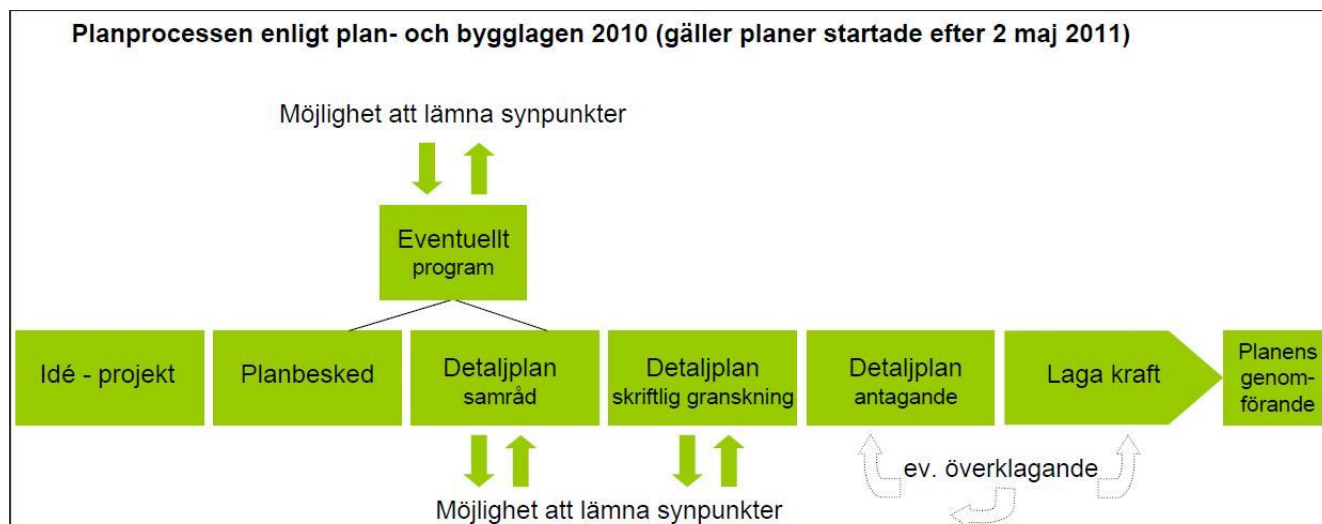 Planprocessen enligt plan- och bygglagen 2010 (gäller planer startade efter 2 maj 2011)
Möjlighet att lämna synpunkter
Eventuellt
program
Idé - projekt
Planbesked
Detaljplan
samråd
Detaljplan
skriftlig granskning
Detaljplan
antagande
Laga kraft
Planens
genom-
förande
ev. överklagande
Möjlighet att lämna synpunkter